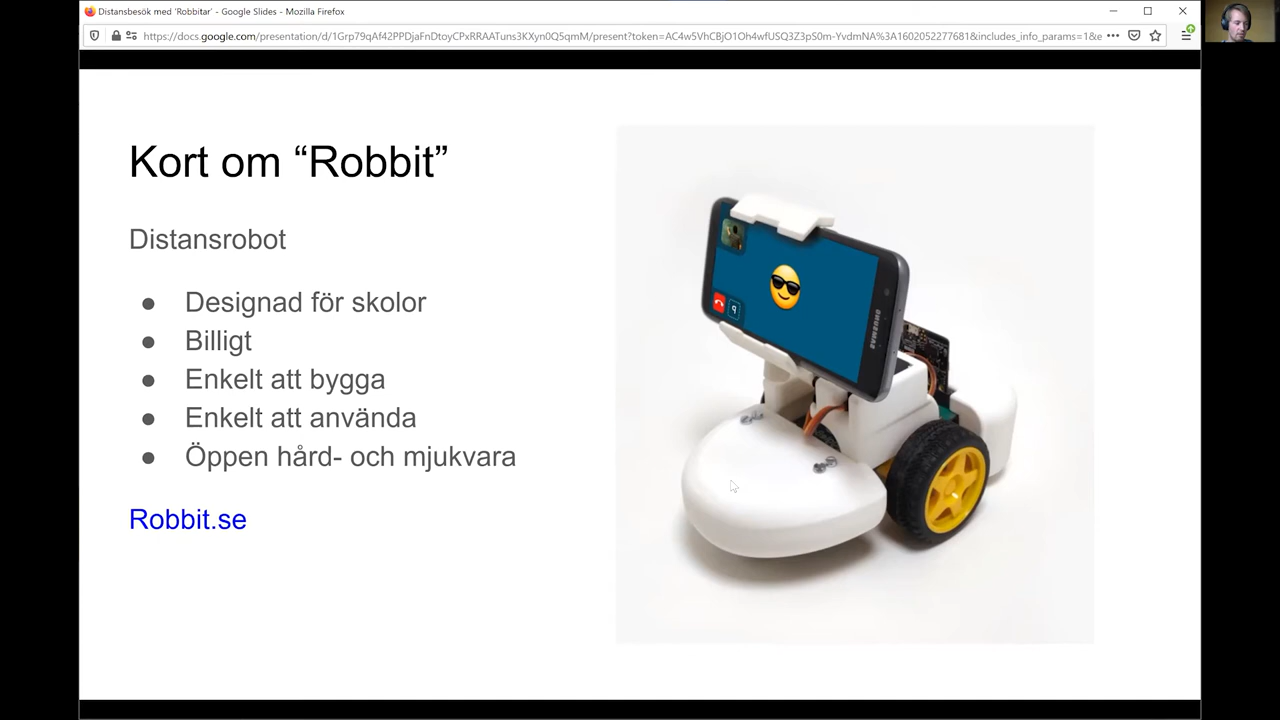 Distansbesök med 'Robbitar' - Google Slides - Mozilla Firefox
https://docs.google.com/presentation/d/1Grp79qAf42PPDjaFnDtoyCPxRRAATuns3KXyn0Q5qmM/present?token=AC4w5VhCBjO1Oh4wfUSQ3Z3pS0m-YvdmNA%3A1602052277681&includes_info_params=1&e
Kort om “Robbit”
Distansrobot
● Designad för skolor
● Billigt
● Enkelt att bygga
● Enkelt att använda
● Öppen hård- och mjukvara
Robbit.se
SAMSUNG